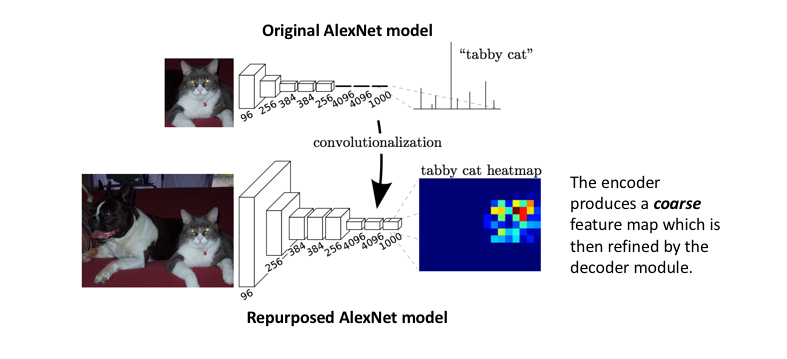 Original AlexNet model
“tabby cat”
96
256
384
384
256
4096
4096
1000
convolutionalization
tabby cat heatmap
96
256
384
384
256
4096
4096
1000
The encoder
produces a coarse
feature map which is
then refined by the
decoder module.
Repurposed AlexNet model